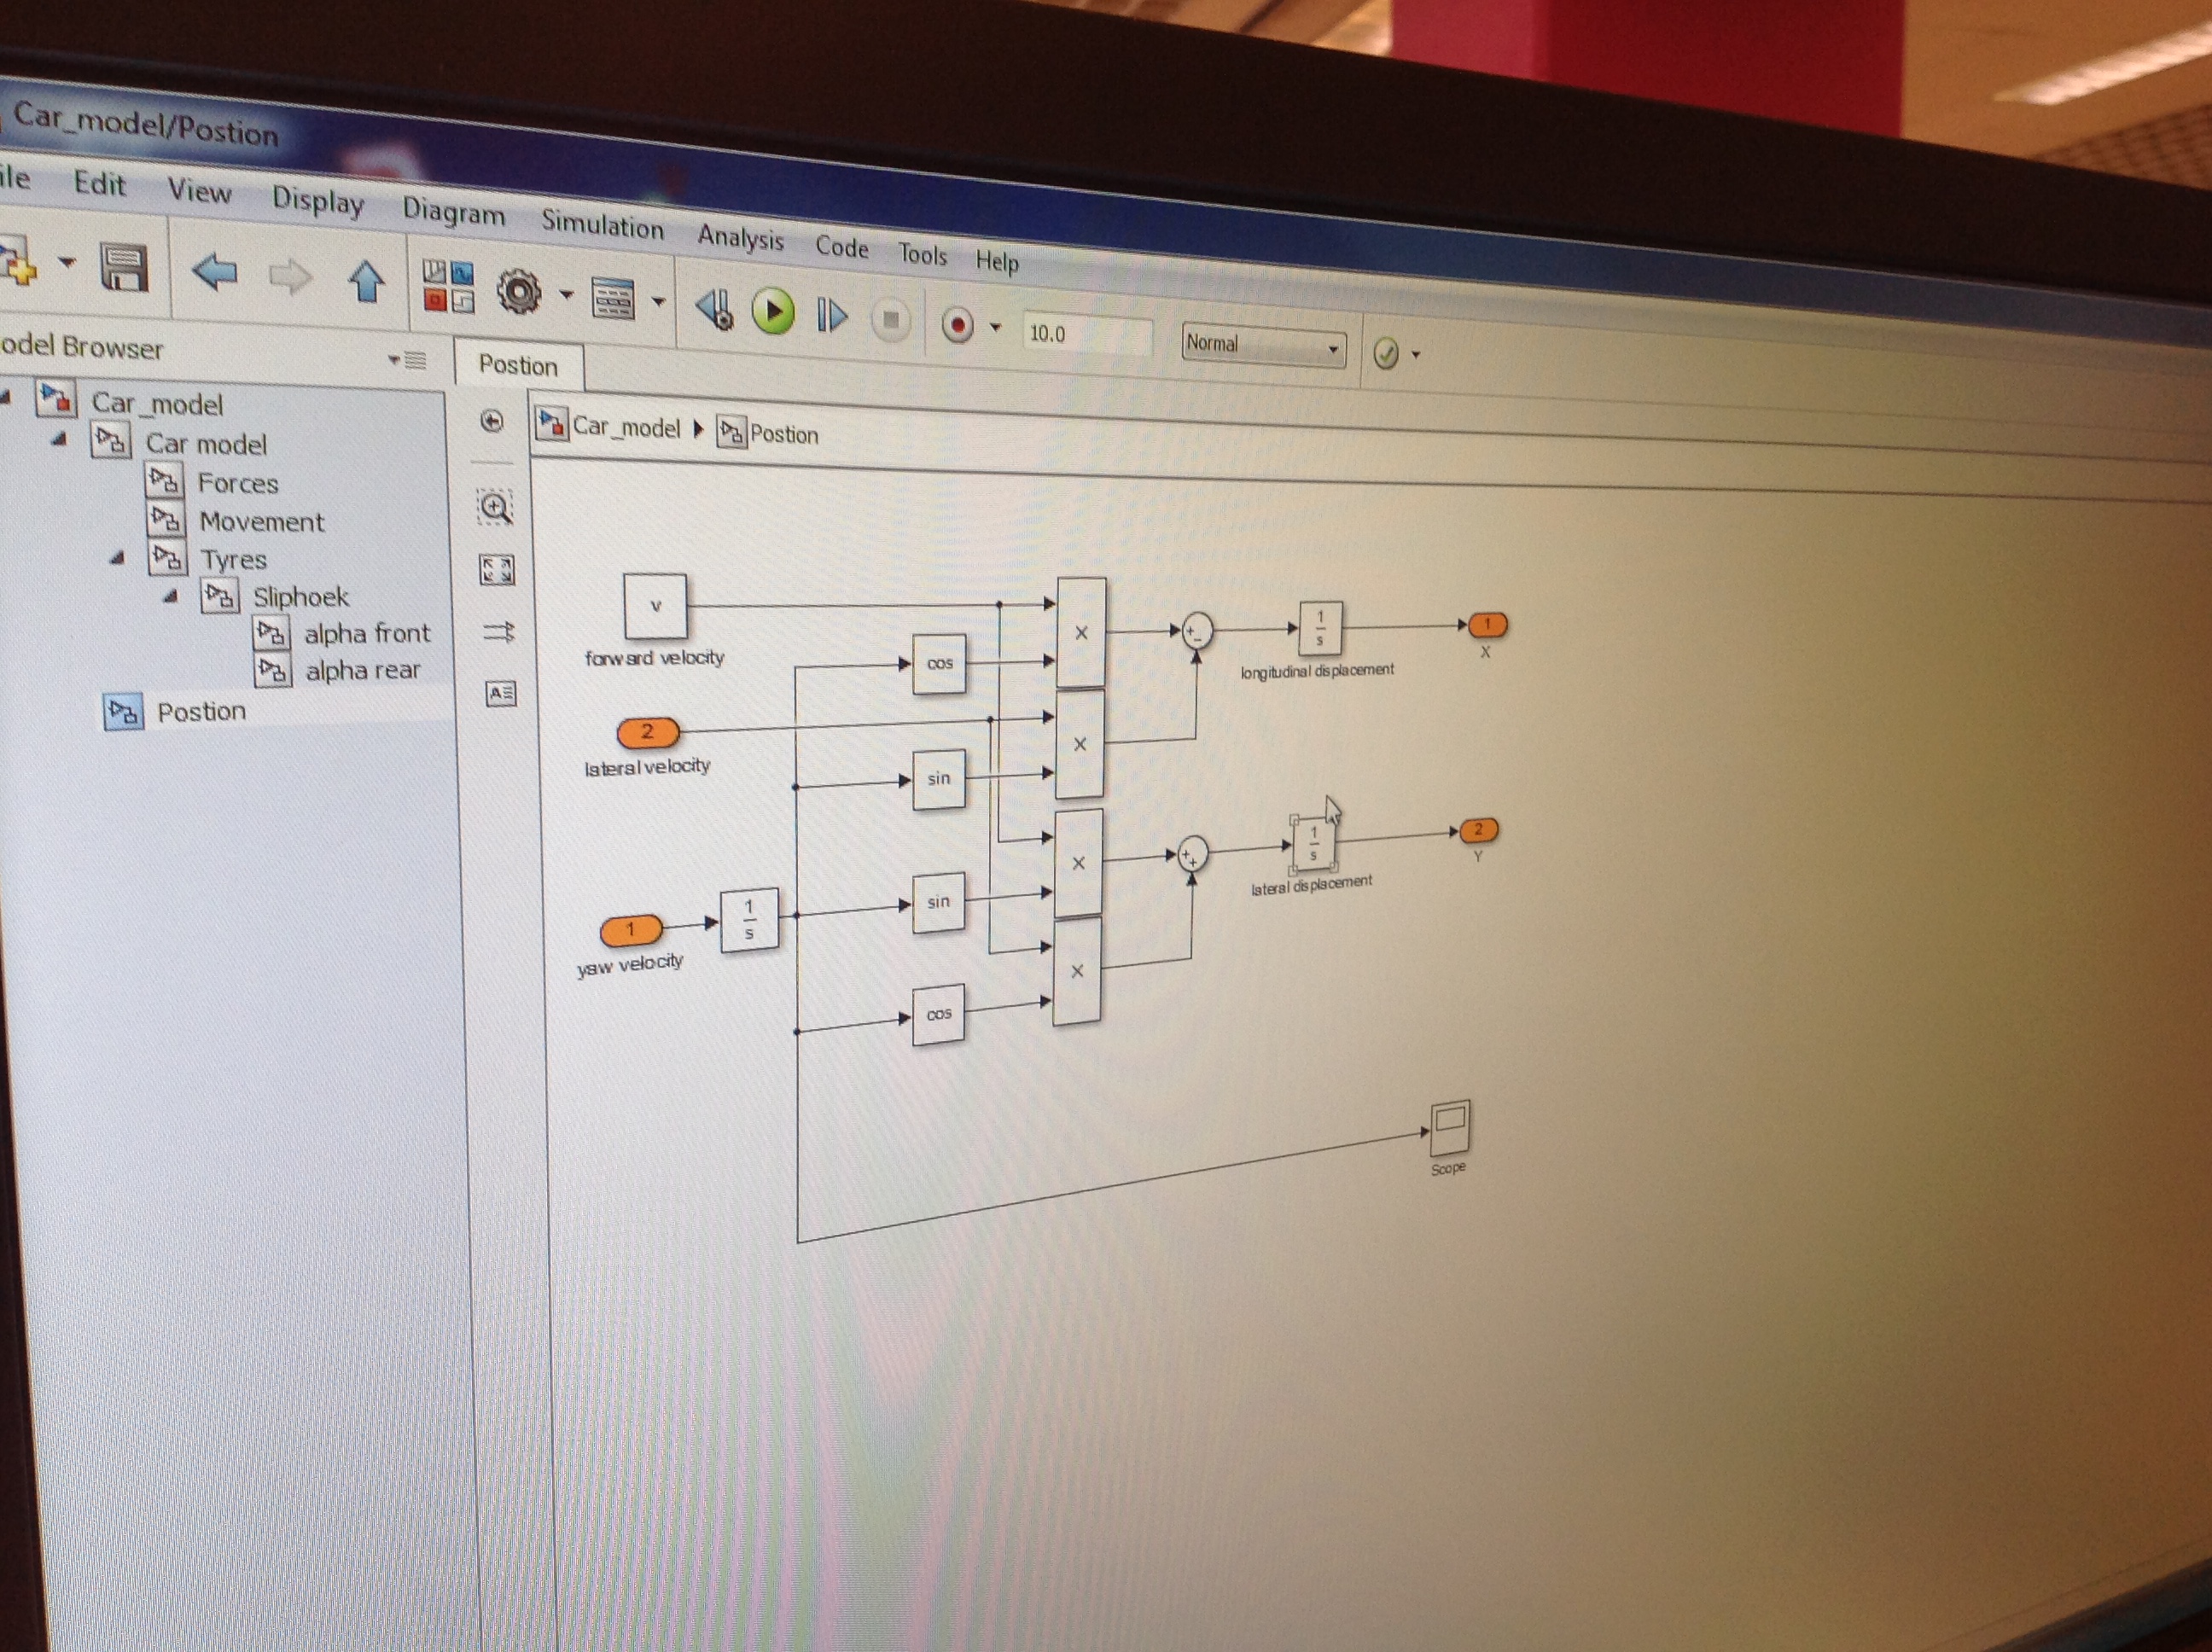 Car_model/Postion
ile Edit View Display Diagram Simulation Analysis Code Tools Help
10.0 Normal
odel Browser
Postion
Car_model
Car model
Forces
Movement
Tyres
Sliphoek
alpha front
alpha rear
Postion
Car_model Postion
v
forward velocity
cos
×
+
-
1
s
longitudinal displacement
1
X
2
lateral velocity
sin
×
1
yaw velocity
1
s
sin
×
+
+
1
s
lateral displacement
2
Y
cos
×
Scope